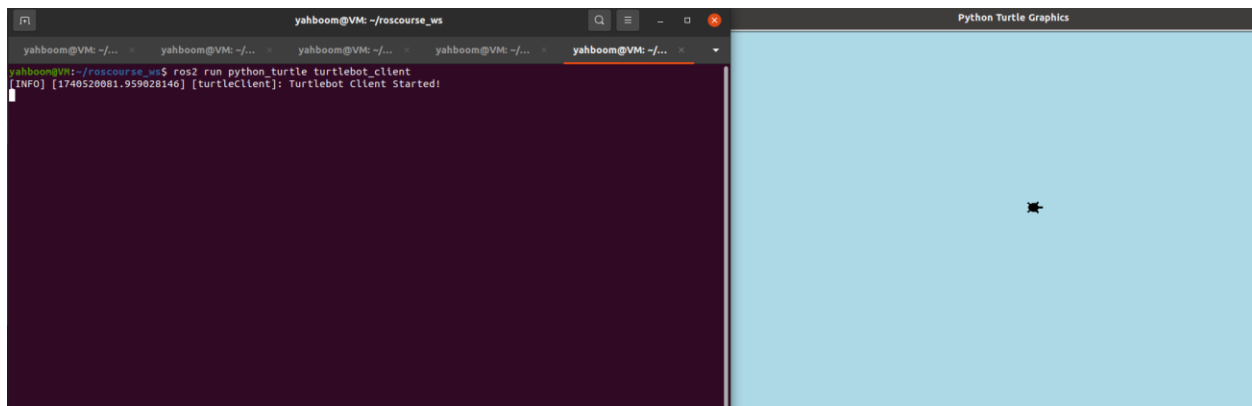 yahboom@VM: ~/roscourse_ws
yahboom@VM: ~/... × yahboom@VM: ~/... × yahboom@VM: ~/... × yahboom@VM: ~/... × yahboom@VM: ~/... ×
yahboom@VM:~/roscourse_ws$ ros2 run python_turtle turtlebot_client
[INFO] [1740520081.959028146] [turtleClient]: Turtlebot Client Started!
Python Turtle Graphics